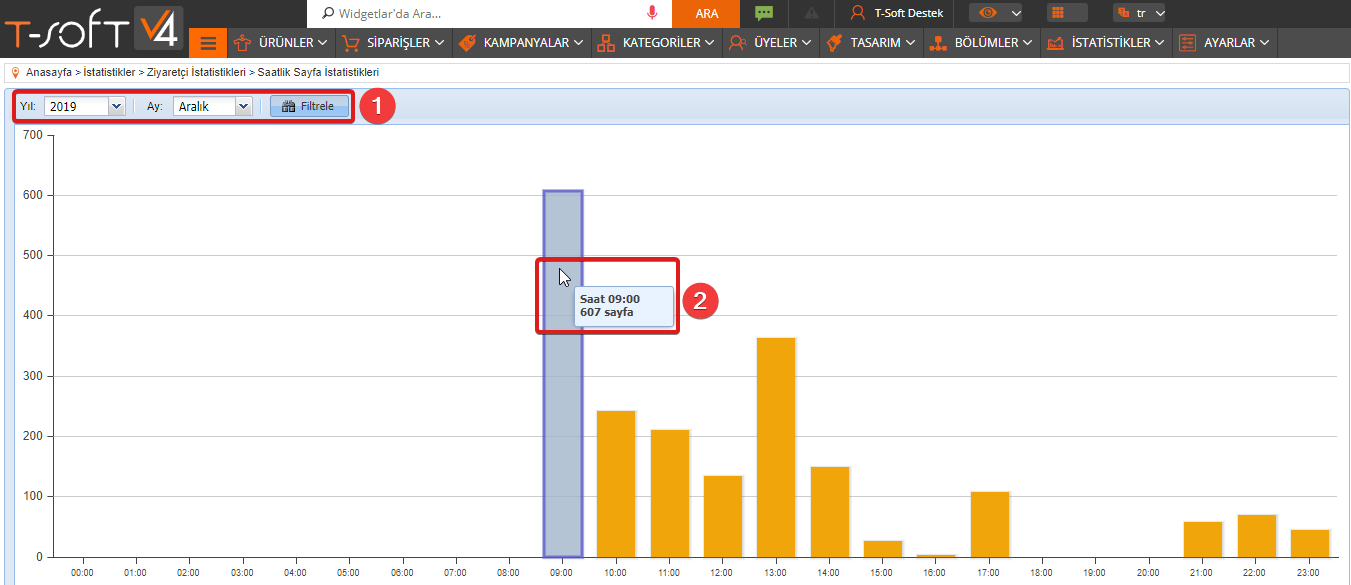 T-SOFT V4
Widgetlar'da Ara...
ARA
T-Soft Destek
tr
ÜRÜNLER
SİPARİŞLER
KAMPANYALAR
KATEGORİLER
ÜYELER
TASARIM
BÖLÜMLER
İSTATİSTİKLER
AYARLAR
Anasayfa > İstatistikler > Ziyaretçi İstatistikleri > Saatlik Sayfa İstatistikleri
Yıl: 2019 Ay: Aralık Filtrele
1
700
600
500
400
300
200
100
0
Saat 09:00
607 sayfa
2
00:00 01:00 02:00 03:00 04:00 05:00 06:00 07:00 08:00 09:00 10:00 11:00 12:00 13:00 14:00 15:00 16:00 17:00 18:00 19:00 20:00 21:00 22:00 23:00